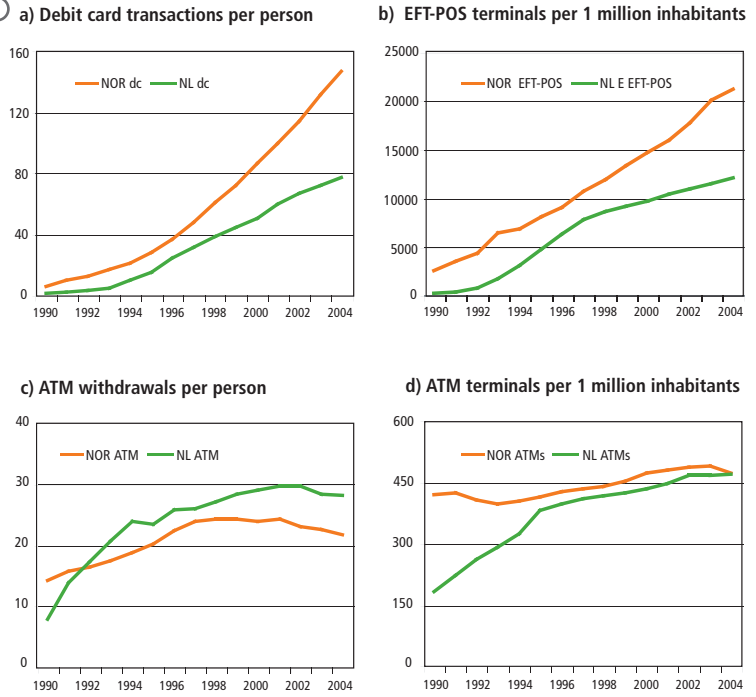 a) Debit card transactions per person
160
120
80
40
0
NOR dc NL dc
1990 1992 1994 1996 1998 2000 2002 2004
b) EFT-POS terminals per 1 million inhabitants
25000
20000
15000
10000
5000
0
NOR EFT-POS NL E EFT-POS
1990 1992 1994 1996 1998 2000 2002 2004
c) ATM withdrawals per person
40
30
20
10
0
NOR ATM NL ATM
1990 1992 1994 1996 1998 2000 2002 2004
d) ATM terminals per 1 million inhabitants
600
450
300
150
0
NOR ATMs NL ATMs
1990 1992 1994 1996 1998 2000 2002 2004